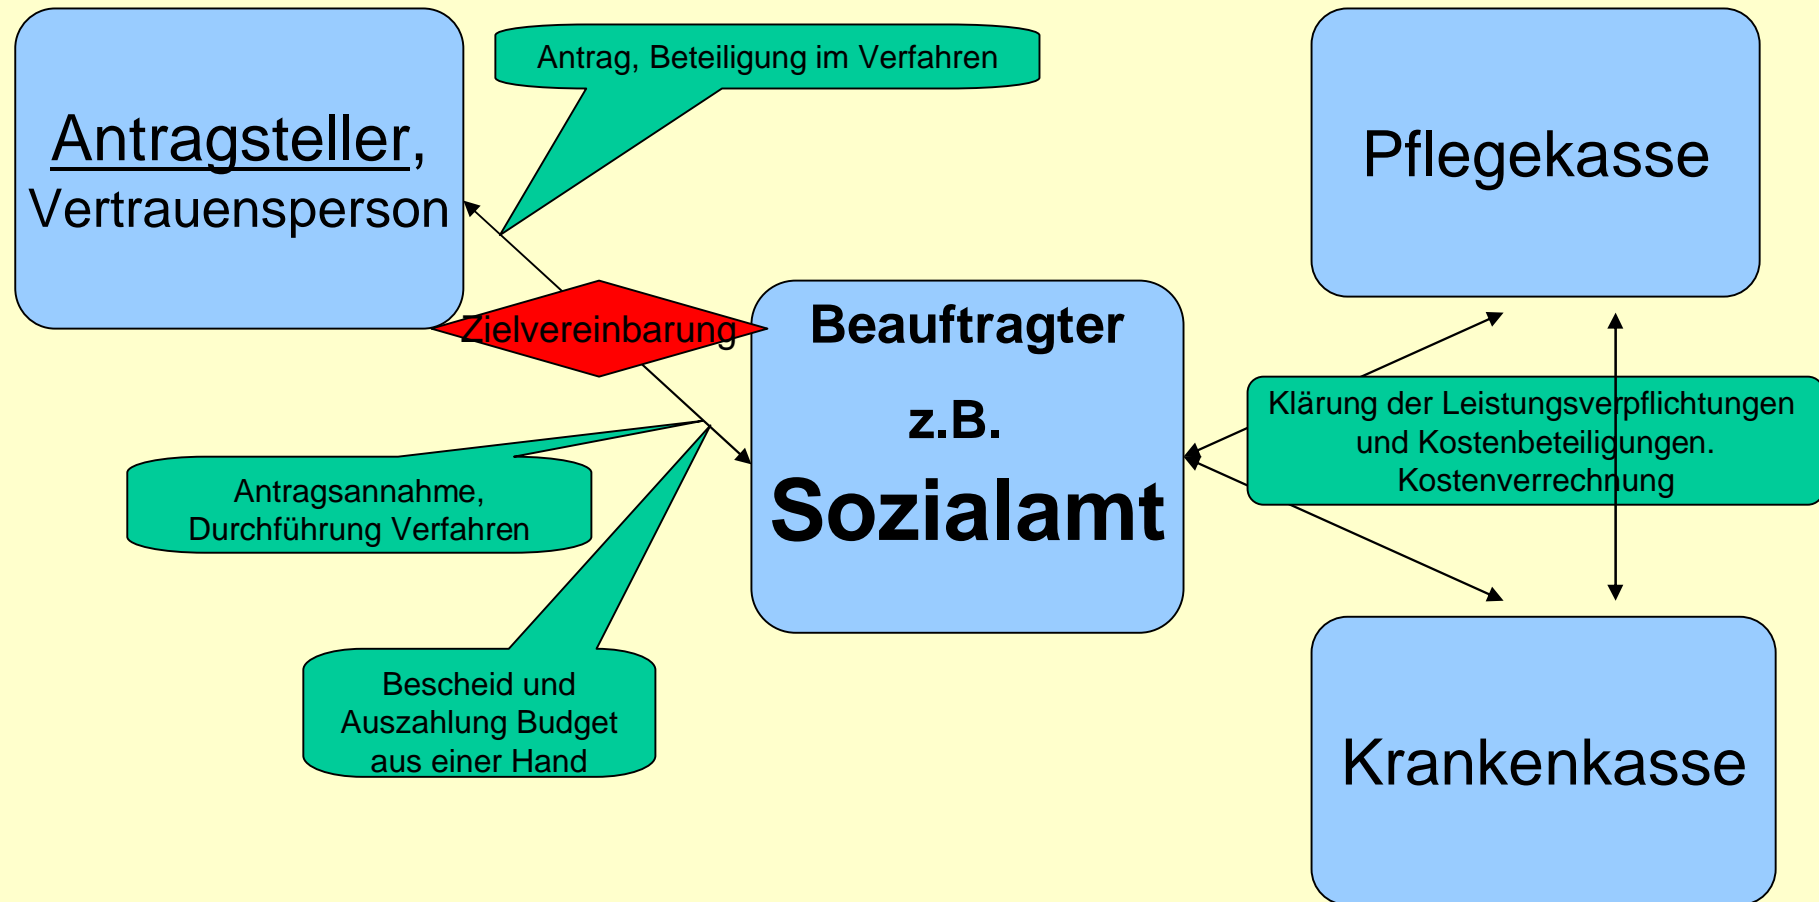 Antrag, Beteiligung im Verfahren
Antragsteller,
Vertrauensperson
Pflegekasse
Zielvereinbarung
Beauftragter
z.B.
Sozialamt
Klärung der Leistungsverpflichtungen
und Kostenbeteiligungen.
Kostenverrechnung
Antragsannahme,
Durchführung Verfahren
Bescheid und
Auszahlung Budget
aus einer Hand
Krankenkasse